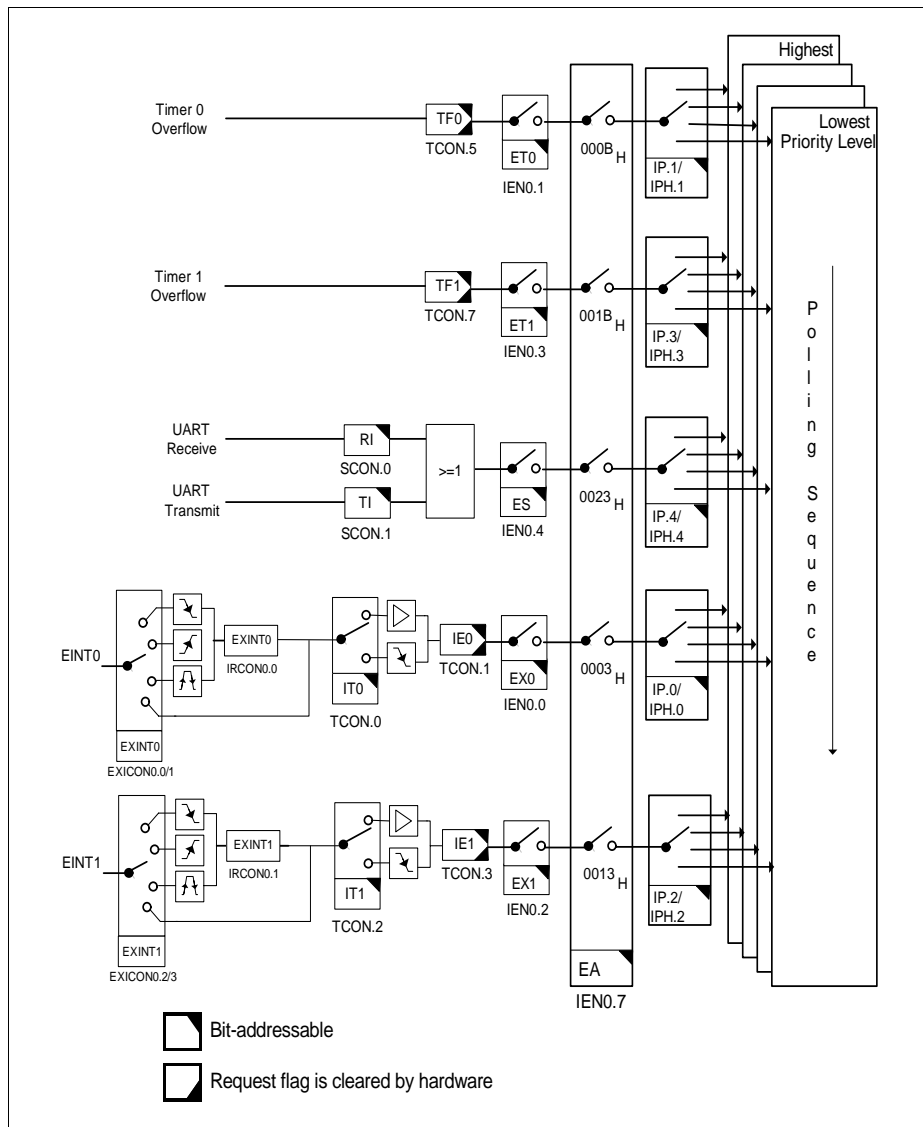 Highest
Lowest
Priority Level
Timer 0
Overflow
TF0
TCON.5
ET0
IEN0.1
000B H
IP.1/
IPH.1
Timer 1
Overflow
TF1
TCON.7
ET1
IEN0.3
001B H
IP.3/
IPH.3
Polling Sequence
UART
Receive
RI
SCON.0
UART
Transmit
TI
SCON.1
>=1
ES
IEN0.4
0023 H
IP.4/
IPH.4
EINT0
EXINT0
EXICON0.0/1
EXINT0
IRCON0.0
IT0
TCON.0
IE0
TCON.1
EX0
IEN0.0
0003 H
IP.0/
IPH.0
EINT1
EXINT1
EXICON0.2/3
EXINT1
IRCON0.1
IT1
TCON.2
IE1
TCON.3
EX1
IEN0.2
0013 H
IP.2/
IPH.2
EA
IEN0.7
Bit-addressable
Request flag is cleared by hardware